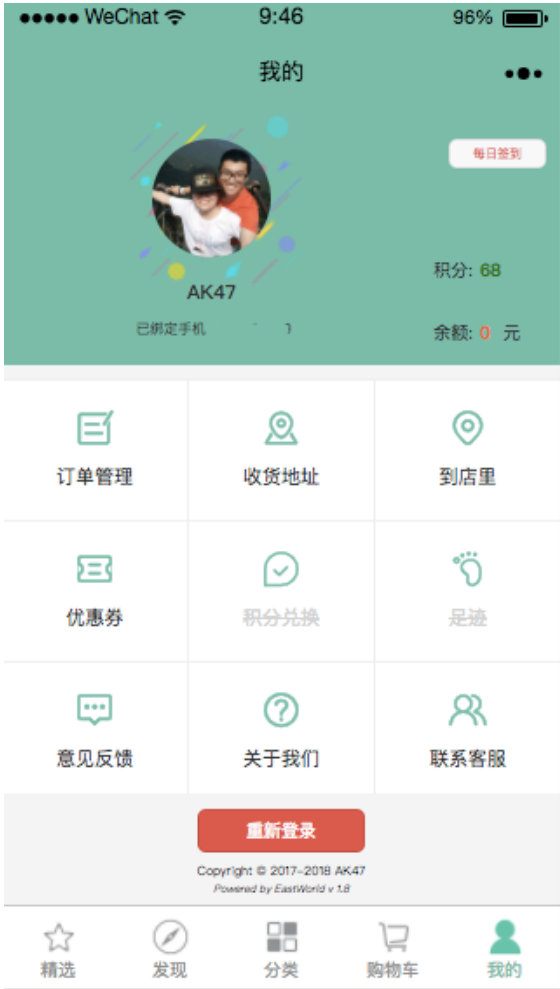 ●●●●● WeChat 9:46 96%
我的
每日签到
积分: 68
AK47
已绑定手机
余额: 0 元
订单管理 收货地址 到店里
优惠券 积分兑换 足迹
意见反馈 关于我们 联系客服
重新登录
Copyright © 2017-2018 AK47
Powered by EastWorld v 1.8
精选 发现 分类 购物车 我的